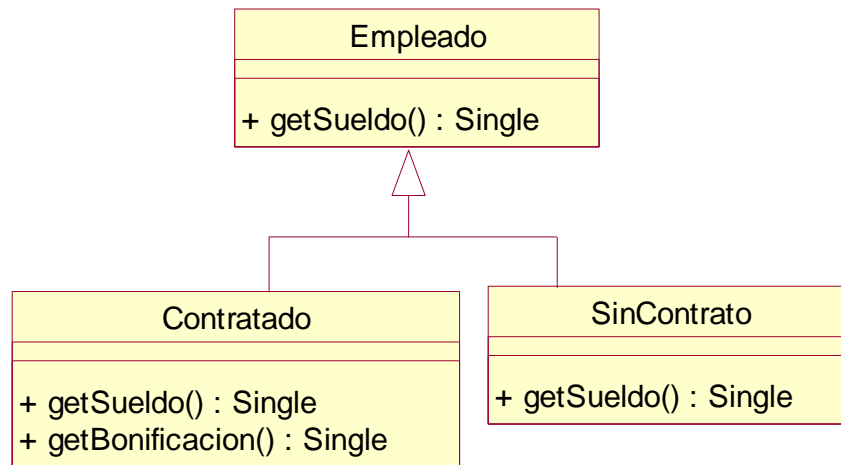 Empleado
+ getSueldo() : Single
Contratado
+ getSueldo() : Single
+ getBonificacion() : Single
SinContrato
+ getSueldo() : Single